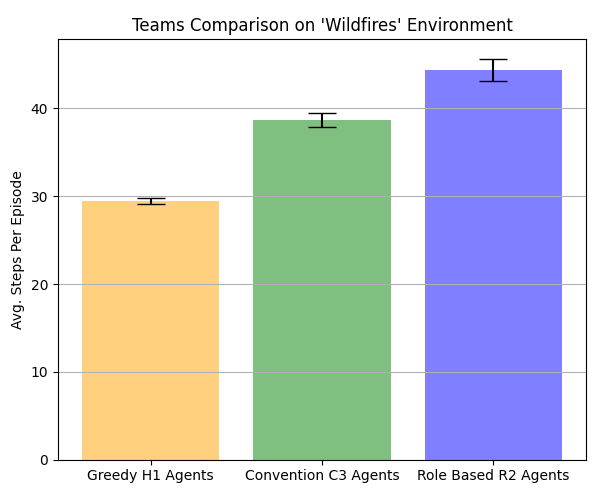 Teams Comparison on 'Wildfires' Environment
Avg. Steps Per Episode
40
30
20
10
0
Greedy H1 Agents
Convention C3 Agents
Role Based R2 Agents